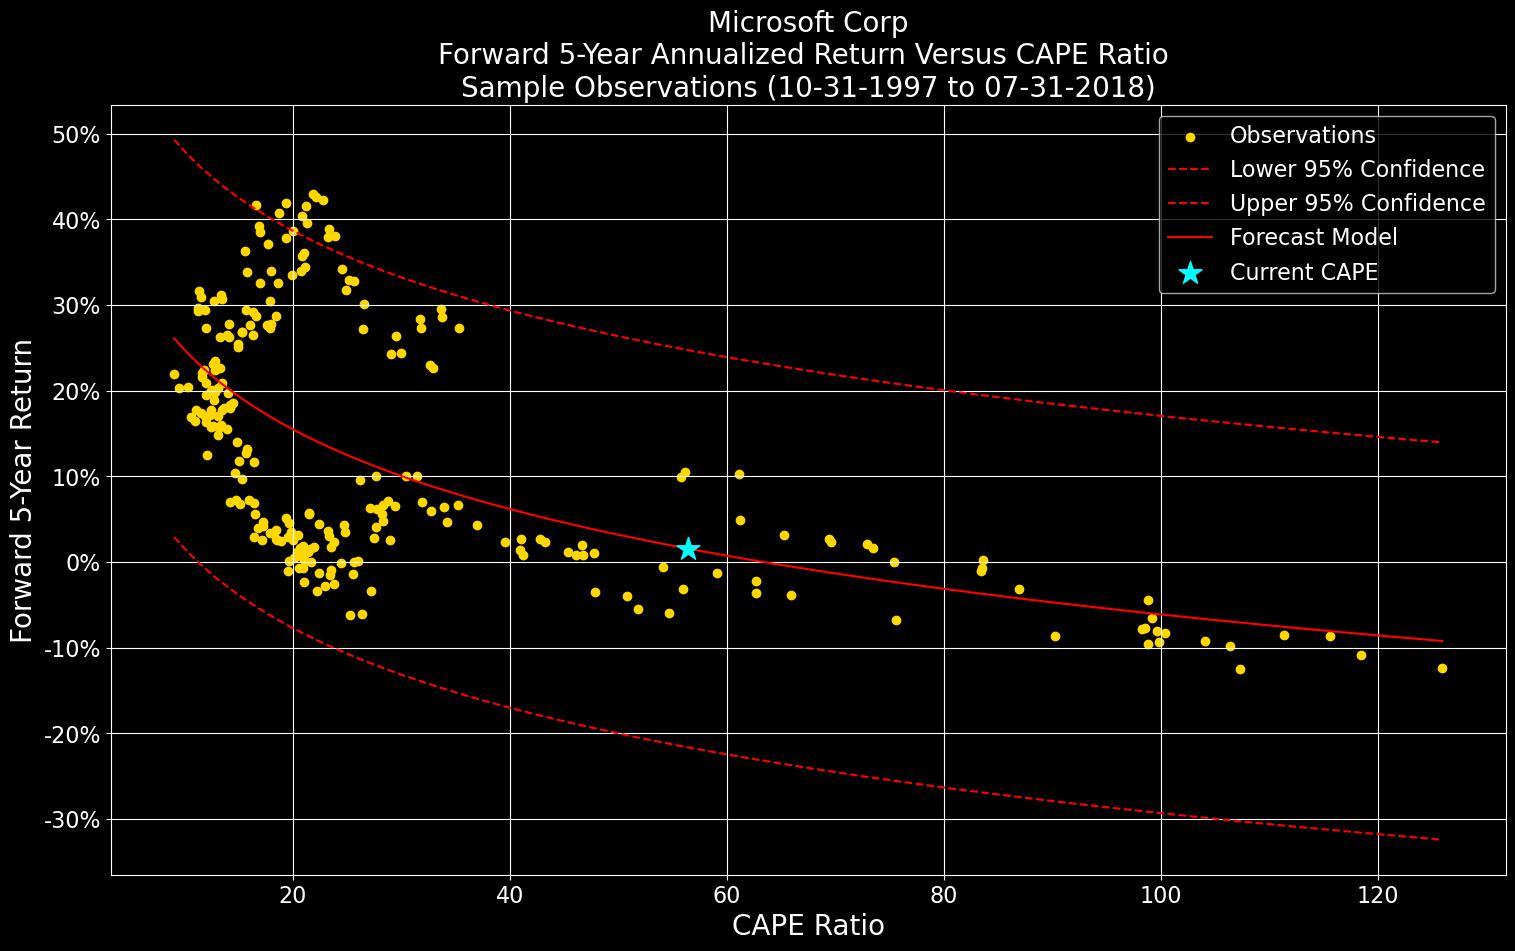 Microsoft Corp
Forward 5-Year Annualized Return Versus CAPE Ratio
Sample Observations (10-31-1997 to 07-31-2018)
50%
40%
30%
20%
10%
0%
-10%
-20%
-30%
Forward 5-Year Return
Observations
Lower 95% Confidence
Upper 95% Confidence
Forecast Model
Current CAPE
20 40 60 80 100 120
CAPE Ratio